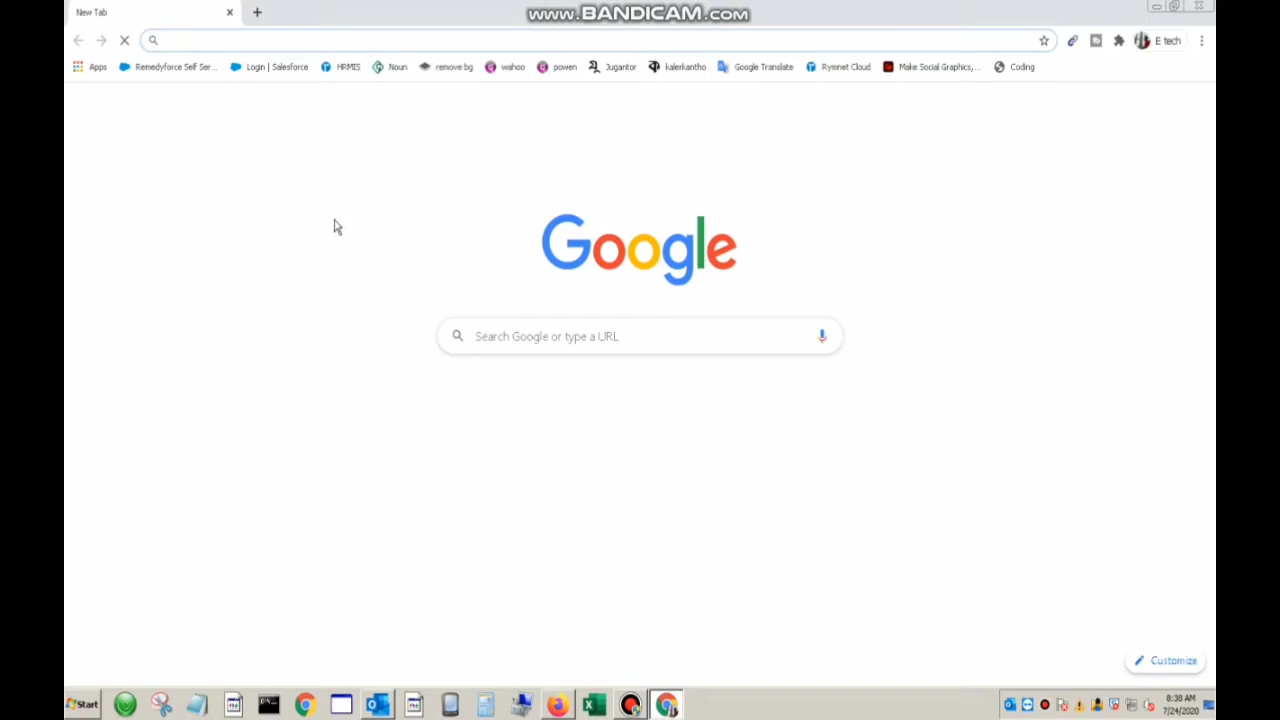 New Tab
www.BANDICAM.com
E tech
Apps Remedyforce Self Ser... Login | Salesforce HRMIS Noun remove bg wahoo powen Jugantor kalerkantho Google Translate Rymnet Cloud Make Social Graphics,... Coding
Google
Search Google or type a URL
Customize
Start
8:38 AM
7/24/2020